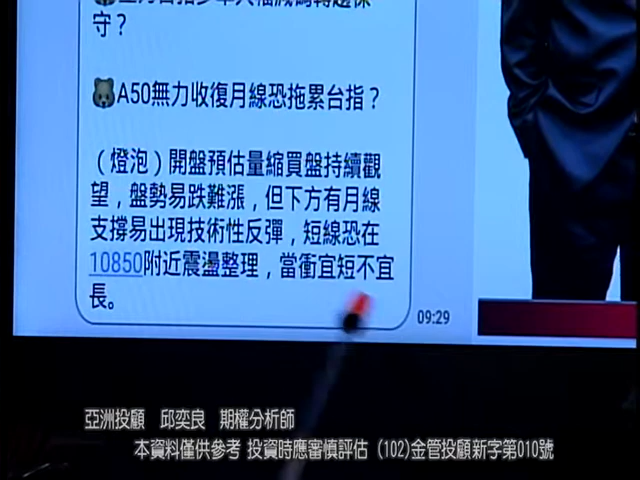 守？
A50無力收復月線恐拖累台指？
（燈泡）開盤預估量縮買盤持續觀
望，盤勢易跌難漲，但下方有月線
支撐易出現技術性反彈，短線恐在
10850附近震盪整理，當衝宜短不宜
長。
09:29
亞洲投顧 邱奕良 期權分析師
本資料僅供參考 投資時應審慎評估 (102)金管投顧新字第010號